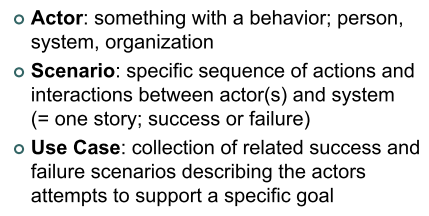 Actor: something with a behavior; person,
system, organization
Scenario: specific sequence of actions and
interactions between actor(s) and system
(= one story; success or failure)
Use Case: collection of related success and
failure scenarios describing the actors
attempts to support a specific goal